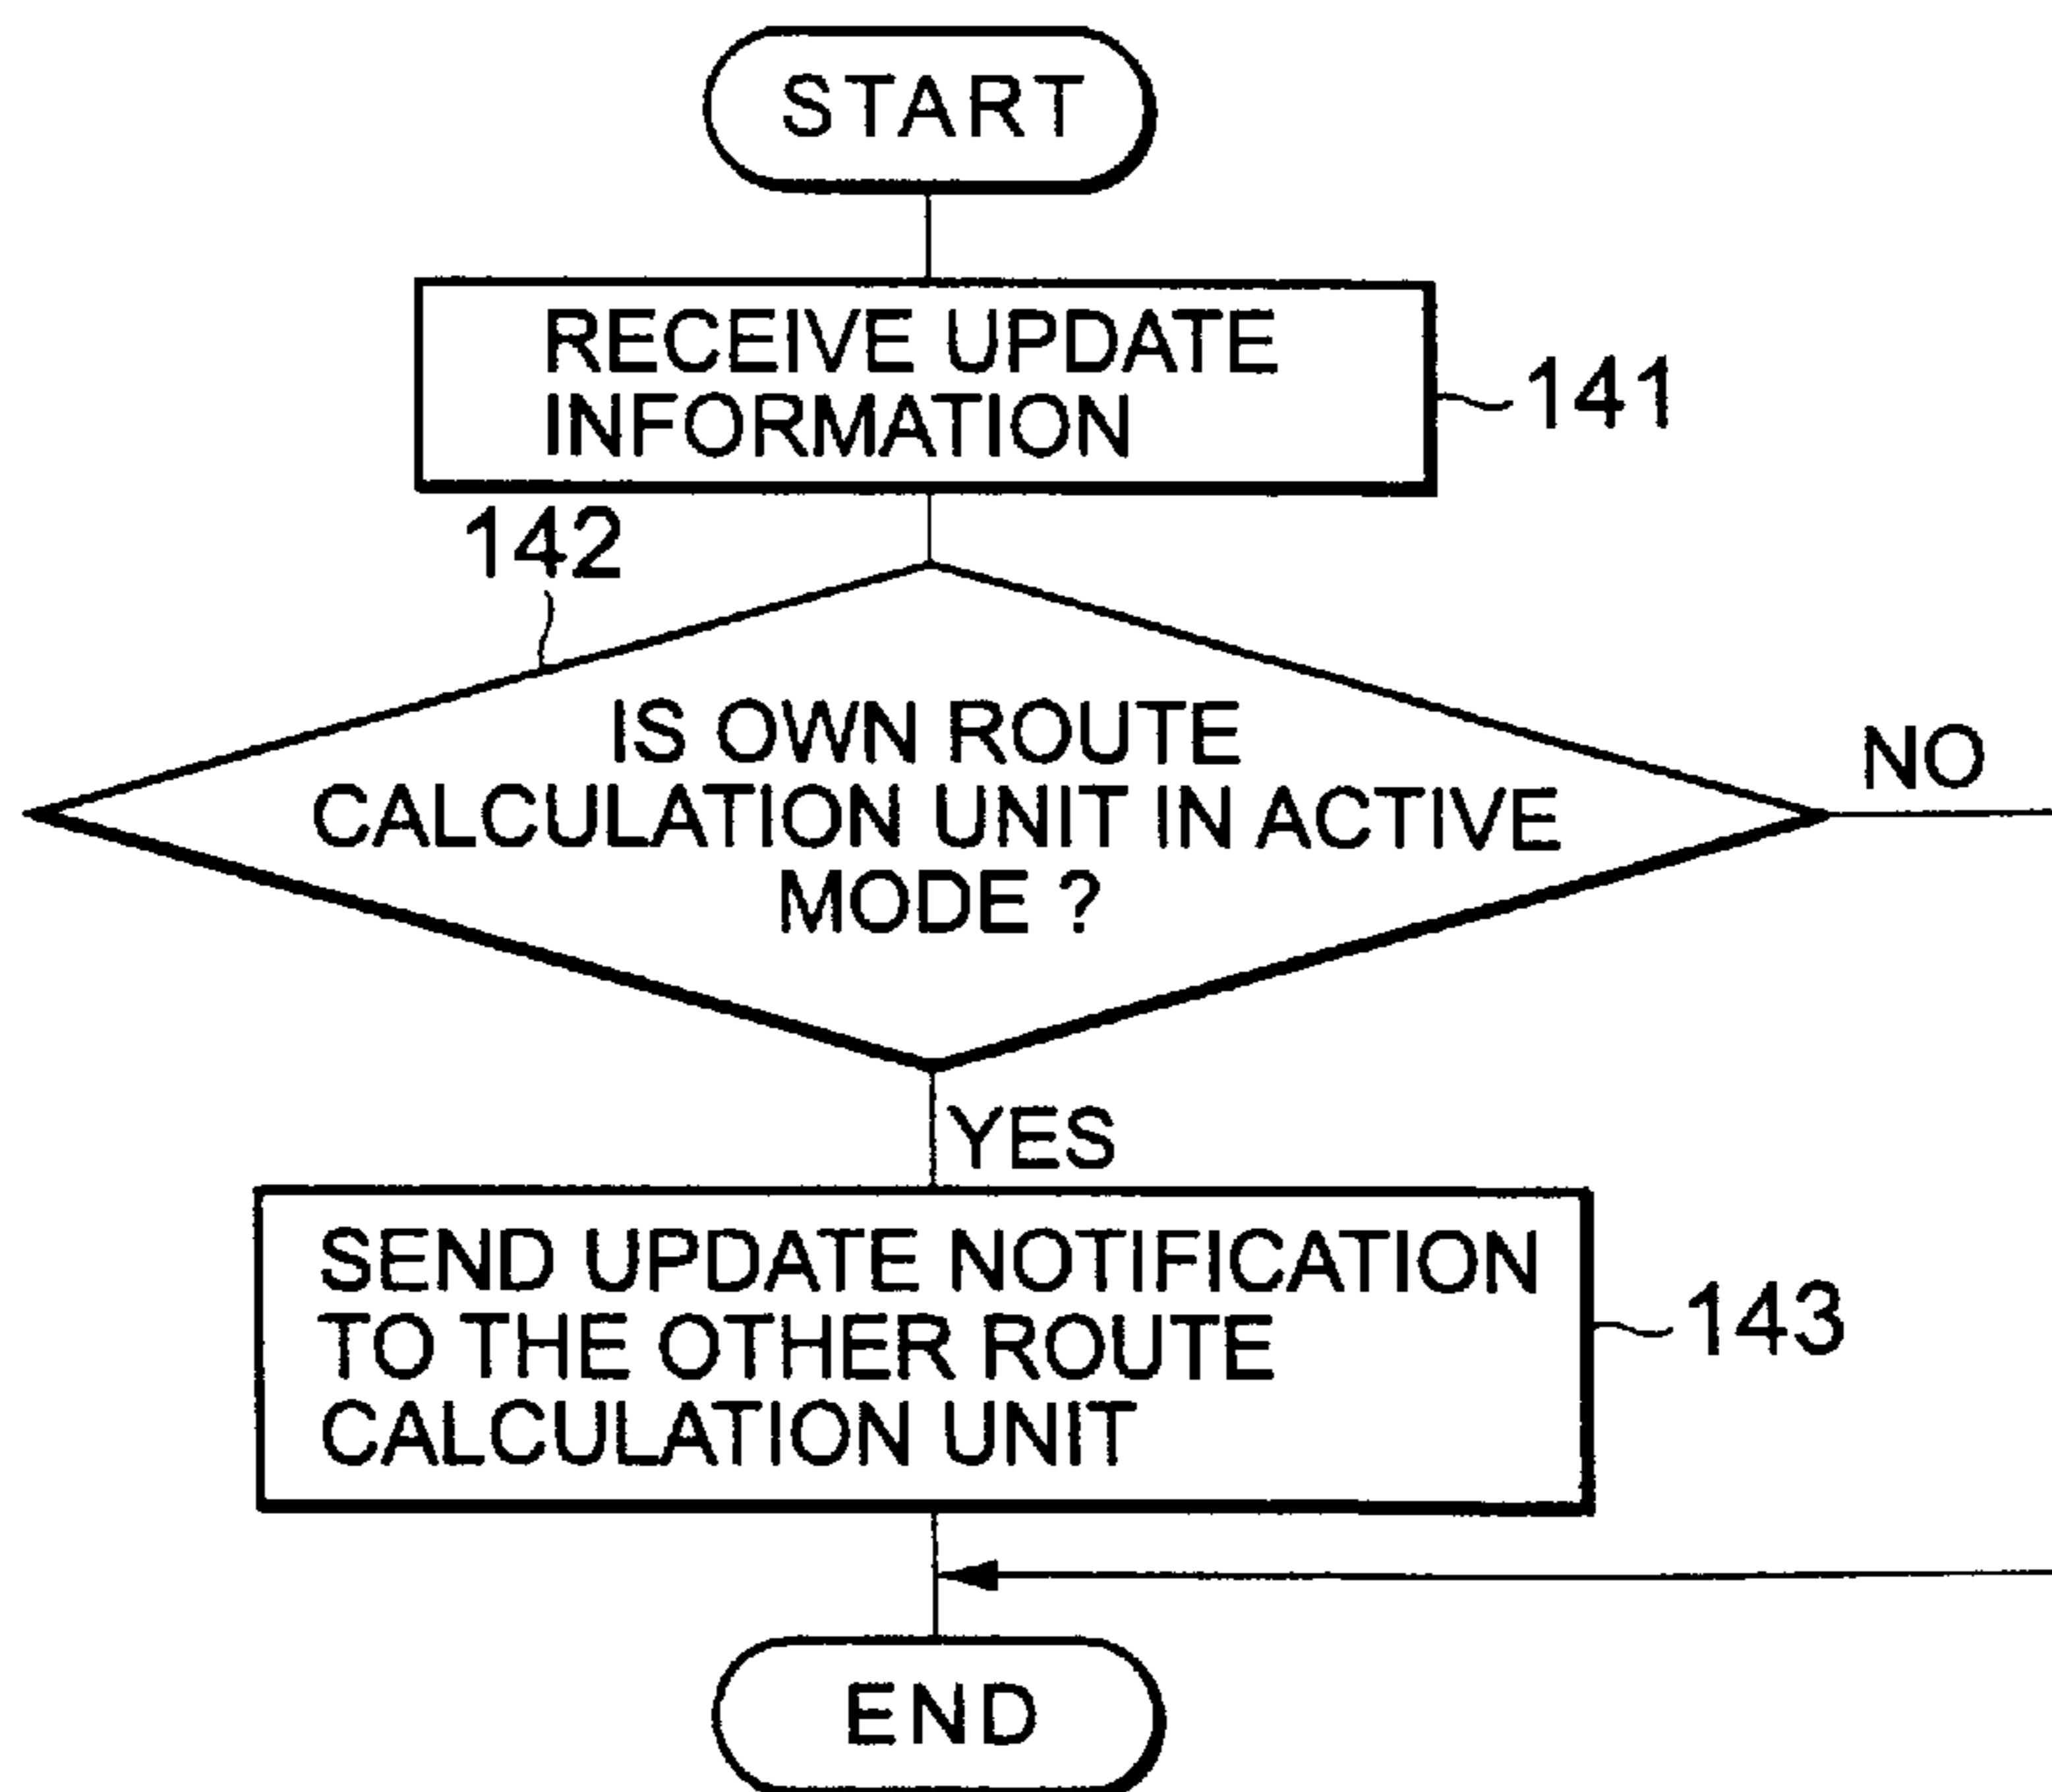 START
RECEIVE UPDATE
INFORMATION
141
142
IS OWN ROUTE
CALCULATION UNIT IN ACTIVE
MODE ?
NO
YES
SEND UPDATE NOTIFICATION
TO THE OTHER ROUTE
CALCULATION UNIT
143
END